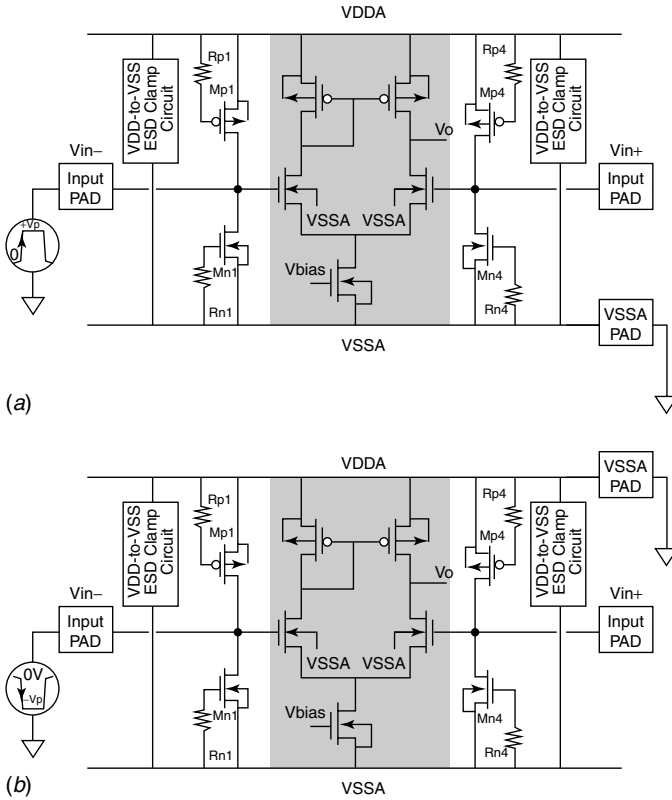 VDDA
VDD-to-VSS
ESD Clamp
Circuit
Rp1
Mp1
Rp4
Mp4
VDD-to-VSS
ESD Clamp
Circuit
Vo
Vin−
Input
PAD
Vin+
Input
PAD
+Vp
0
VSSA
VSSA
Mn1
Rn1
Vbias
Mn4
Rn4
VSSA
PAD
VSSA
(a)
VDDA
VSSA
PAD
VDD-to-VSS
ESD Clamp
Circuit
Rp1
Mp1
Rp4
Mp4
VDD-to-VSS
ESD Clamp
Circuit
Vo
Vin−
Input
PAD
Vin+
Input
PAD
0V
−Vp
VSSA
VSSA
Mn1
Rn1
Vbias
Mn4
Rn4
VSSA
(b)